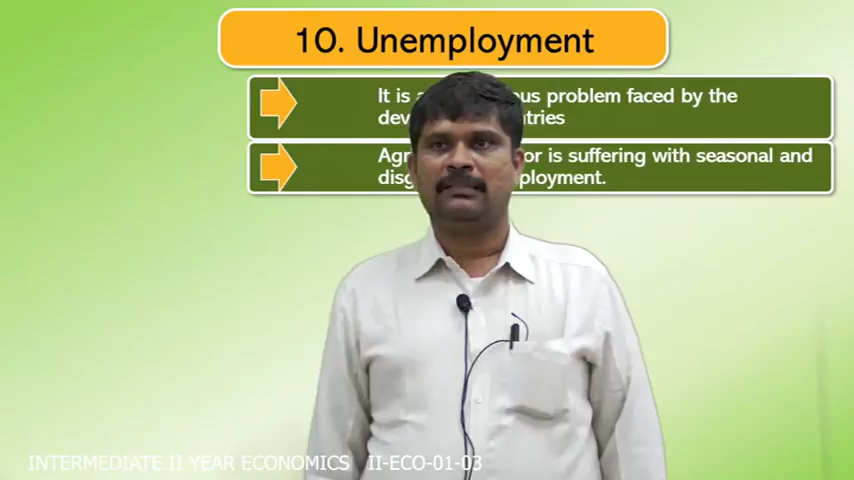 10. Unemployment
It is a ous problem faced by the
dev tries
Agr or is suffering with seasonal and
disg ployment.
INTERMEDIATE II YEAR ECONOMICS II-ECO-01-03